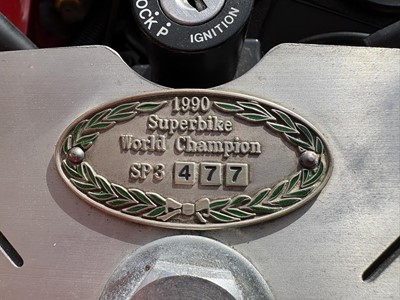 LOCK P IGNITION
1990
Superbike
World Champion
SP3 477